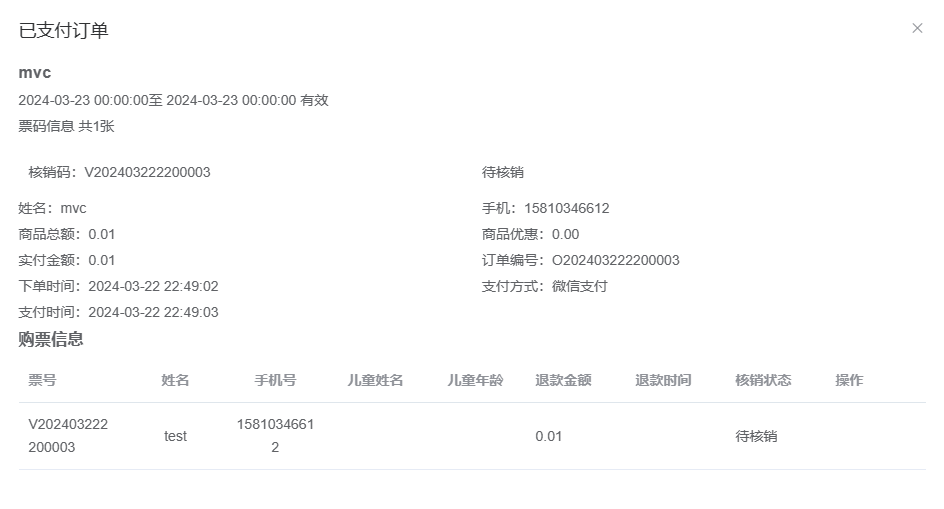 已支付订单
mvc
2024-03-23 00:00:00至 2024-03-23 00:00:00 有效
票码信息 共1张
核销码：V202403222200003 待核销
姓名：mvc 手机：15810346612
商品总额：0.01 商品优惠：0.00
实付金额：0.01 订单编号：O202403222200003
下单时间：2024-03-22 22:49:02 支付方式：微信支付
支付时间：2024-03-22 22:49:03
购票信息
票号 姓名 手机号 儿童姓名 儿童年龄 退款金额 退款时间 核销状态 操作
V202403222 1581034661
test 0.01 待核销
200003 2